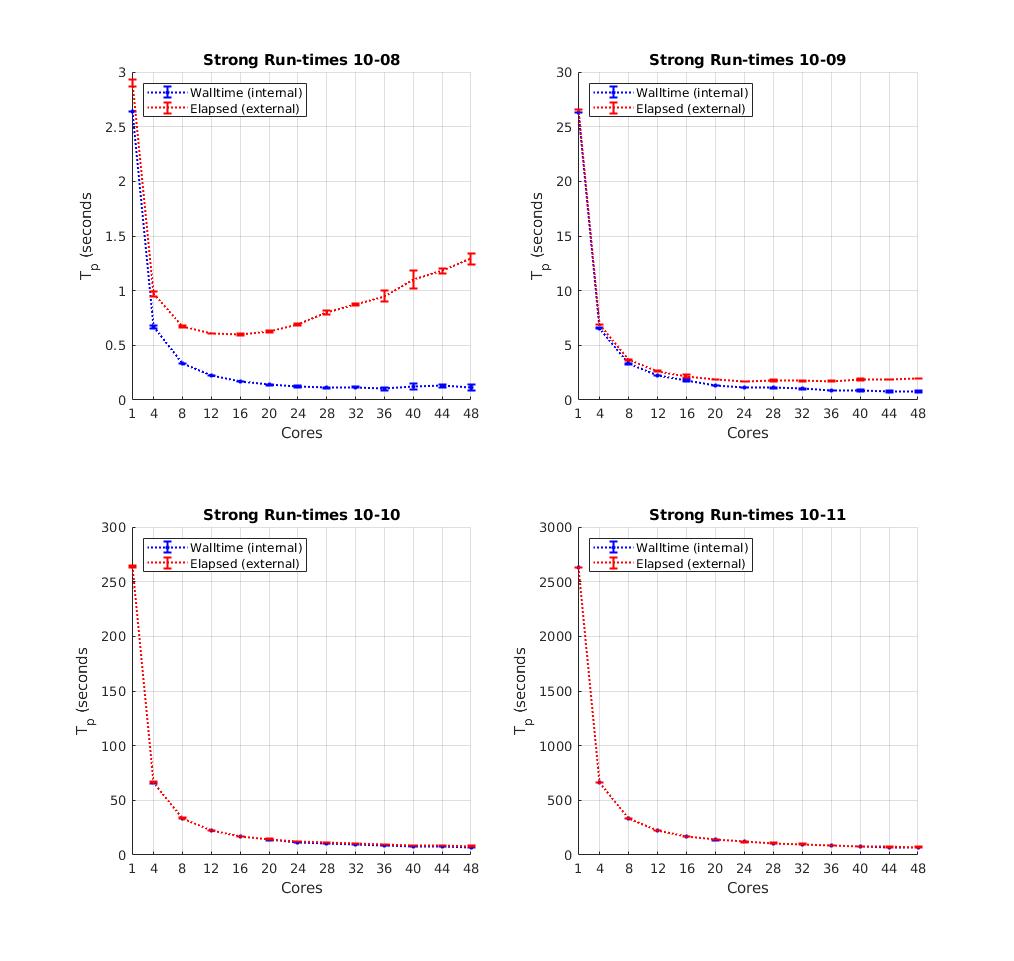 Strong Run-times 10-08
3
2.5
2
1.5
1
0.5
0
T_p (seconds
Walltime (internal)
Elapsed (external)
1 4 8 12 16 20 24 28 32 36 40 44 48
Cores
Strong Run-times 10-09
30
25
20
15
10
5
0
T_p (seconds
Walltime (internal)
Elapsed (external)
1 4 8 12 16 20 24 28 32 36 40 44 48
Cores
Strong Run-times 10-10
300
250
200
150
100
50
0
T_p (seconds
Walltime (internal)
Elapsed (external)
1 4 8 12 16 20 24 28 32 36 40 44 48
Cores
Strong Run-times 10-11
3000
2500
2000
1500
1000
500
0
T_p (seconds
Walltime (internal)
Elapsed (external)
1 4 8 12 16 20 24 28 32 36 40 44 48
Cores